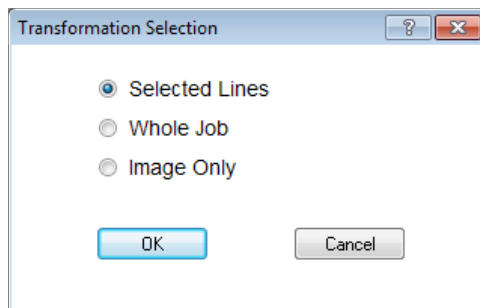 Transformation Selection
Selected Lines
Whole Job
Image Only
OK
Cancel